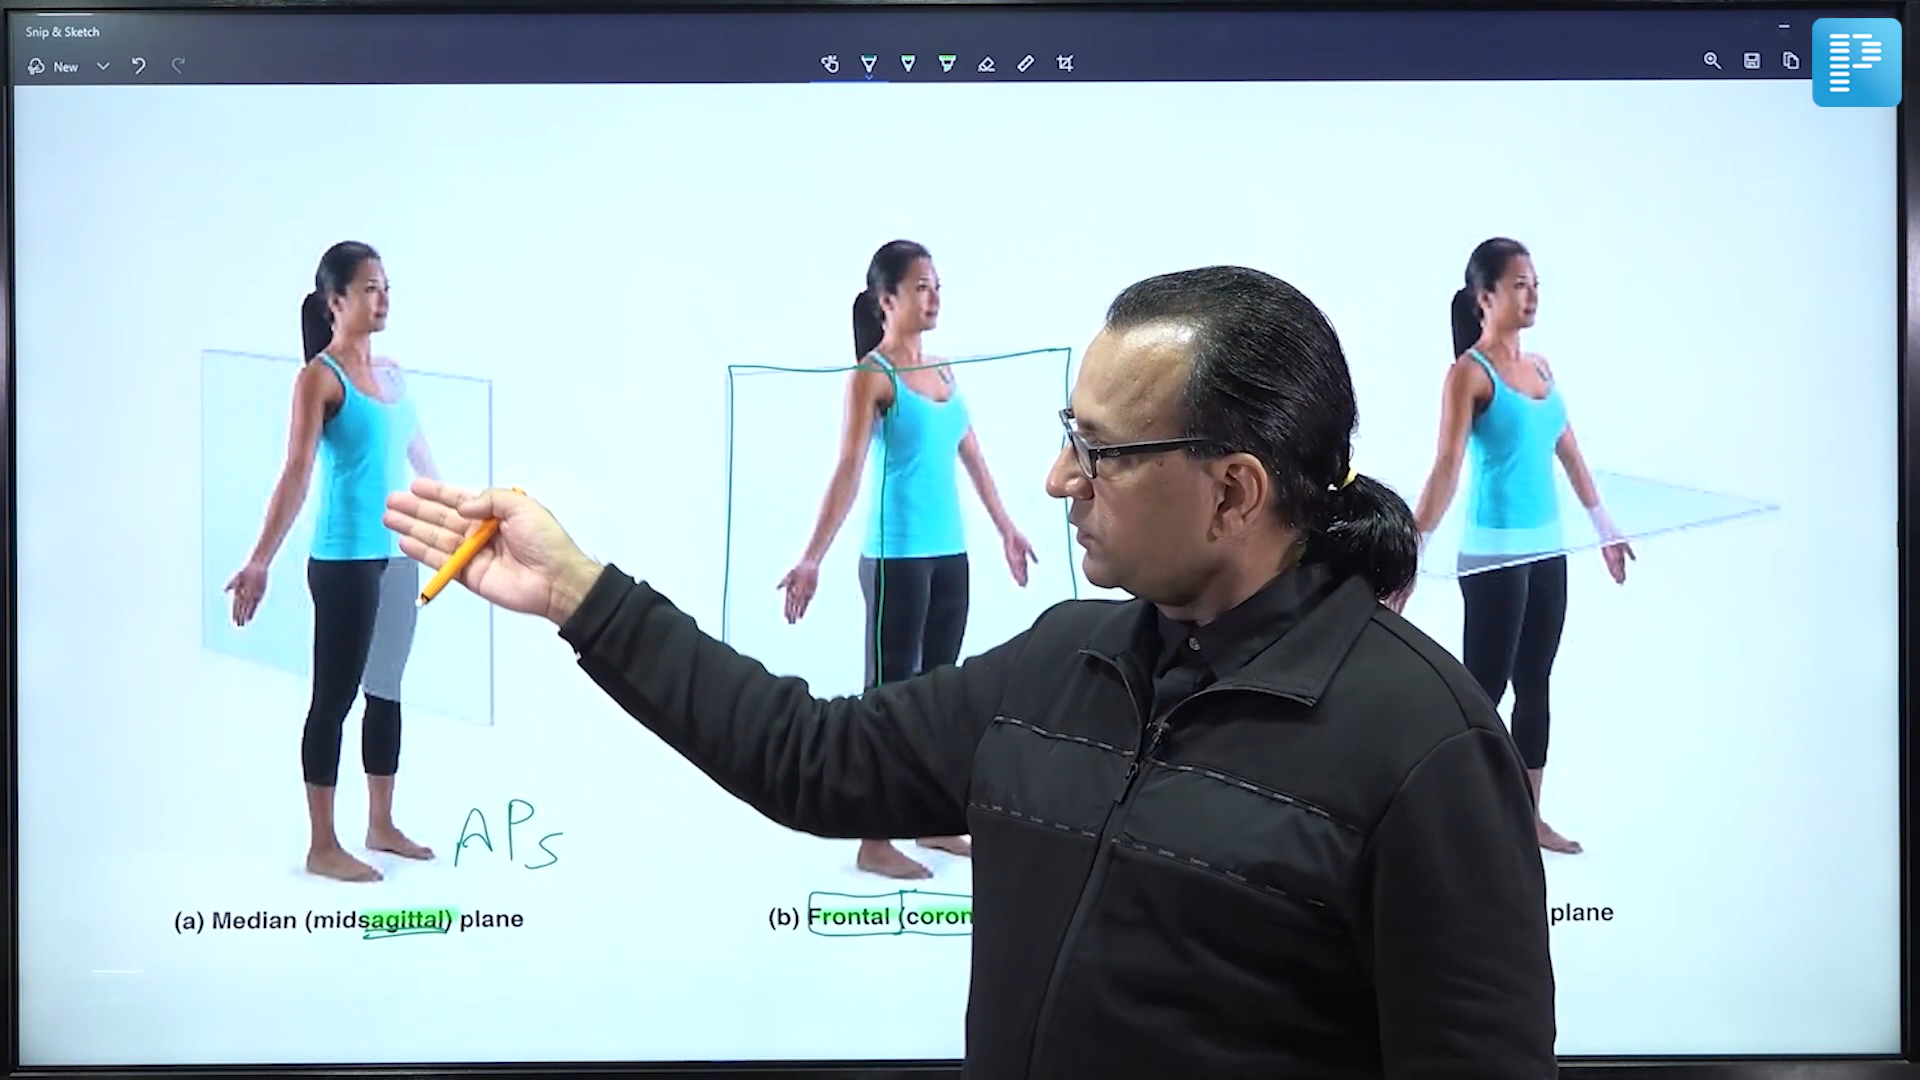 Snip & Sketch
New
APs
(a) Median (midsagittal) plane
(b) Frontal (coron
plane